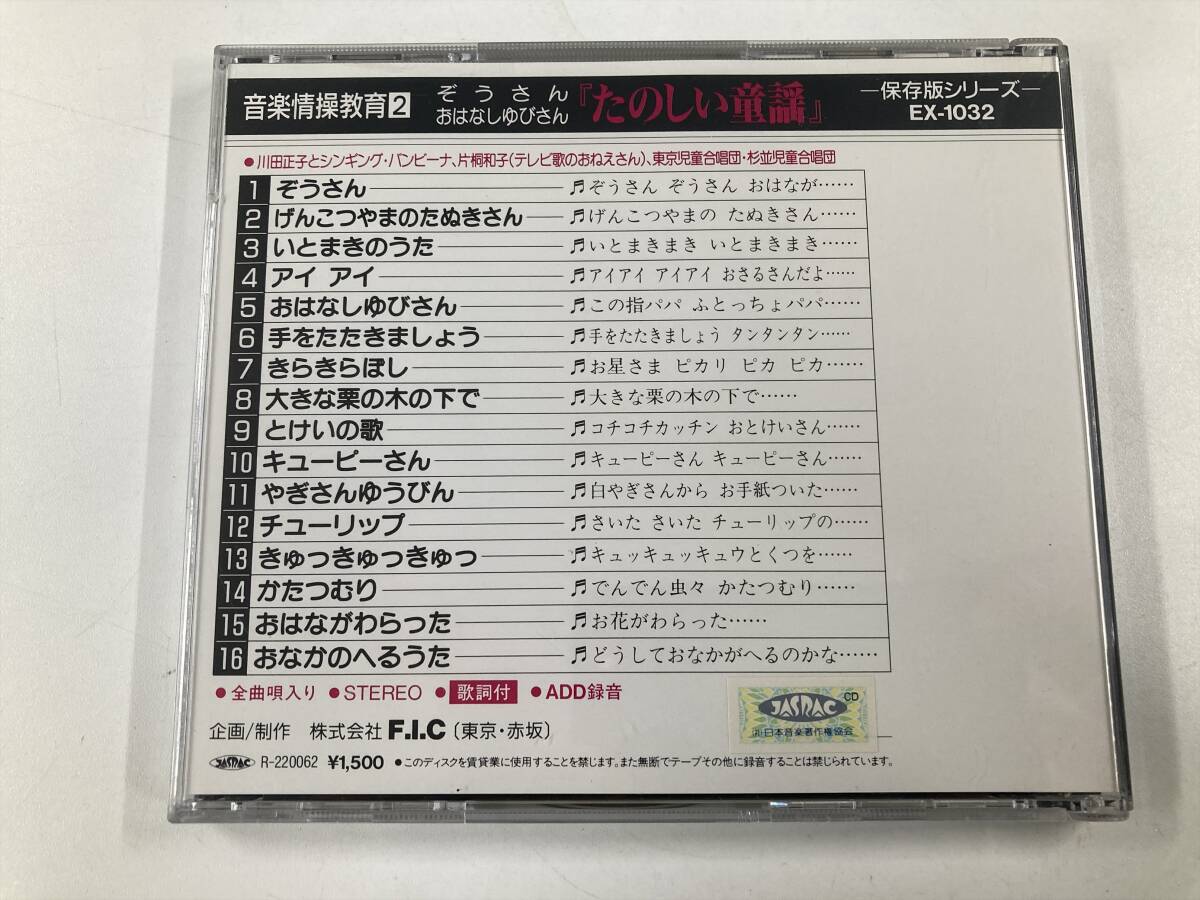 音楽情操教育2 ぞうさん おはなしゆびさん 『たのしい童謡』 ―保存版シリーズ― EX-1032
●川田正子とシンギング・バンビーナ、片桐和子(テレビ歌のおねえさん)、東京児童合唱団・杉並児童合唱団
1 ぞうさん ♬ぞうさん ぞうさん おはなが……
2 げんこつやまのたぬきさん ♬げんこつやまの たぬきさん……
3 いとまきのうた ♬いとまきまき いとまきまき……
4 アイ アイ ♬アイアイ アイアイ おさるさんだよ……
5 おはなしゆびさん ♬この指パパ ふとっちょパパ……
6 手をたたきましょう ♬手をたたきましょう タンタンタン……
7 きらきらぼし ♬お星さま ピカリ ピカ ピカ……
8 大きな栗の木の下で ♬大きな栗の木の下で……
9 とけいの歌 ♬コチコチカッチン おとけいさん……
10 キューピーさん ♬キューピーさん キューピーさん……
11 やぎさんゆうびん ♬白やぎさんから お手紙ついた……
12 チューリップ ♬さいた さいた チューリップの……
13 きゅっきゅっきゅっ ♬キュッキュッキュウとくつを……
14 かたつむり ♬でんでん虫々 かたつむり……
15 おはながわらった ♬お花がわらった……
16 おなかのへるうた ♬どうしておなかがへるのかな……
●全曲唄入り ●STEREO ●歌詞付 ●ADD録音
企画/制作 株式会社 F.I.C〔東京・赤坂〕
JASRAC CD
(社)日本音楽著作権協会
JASRAC R-220062 ¥1,500 ●このディスクを賃貸業に使用することを禁じます。また無断でテープその他に録音することは禁じられています。